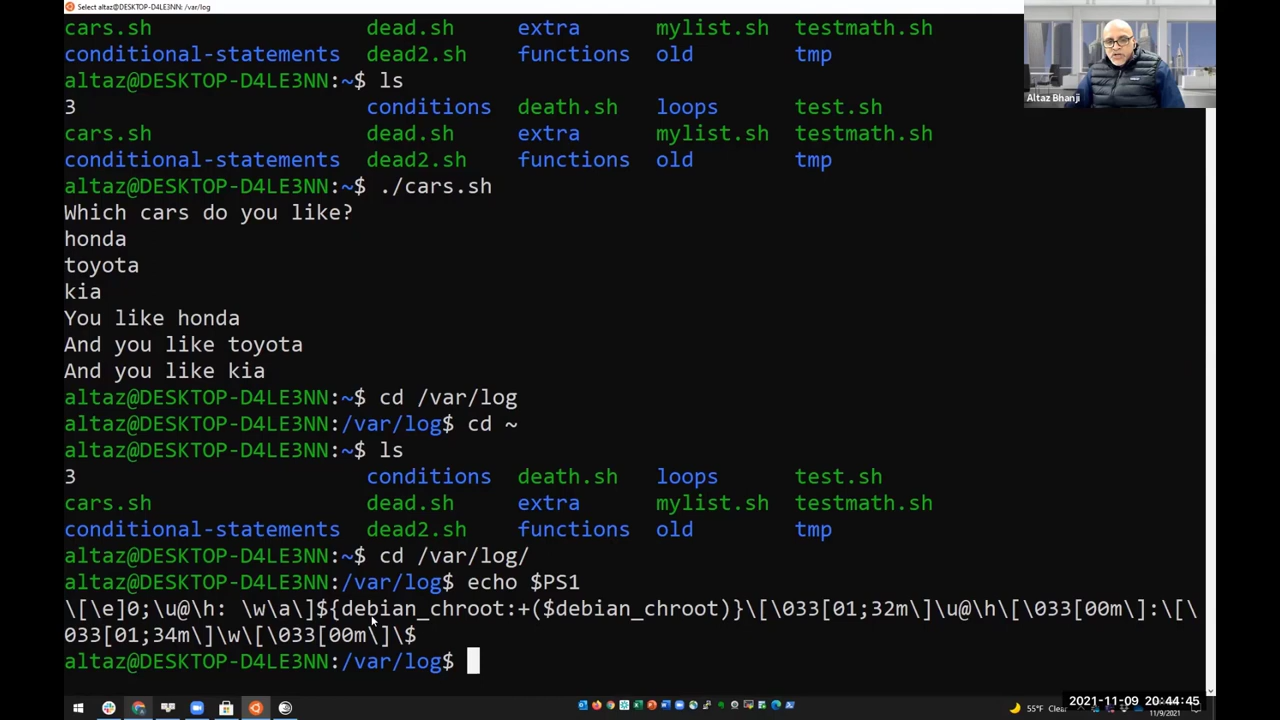 Select altaz@DESKTOP-D4LE3NN: /var/log
cars.sh dead.sh extra mylist.sh testmath.sh
conditional-statements dead2.sh functions old tmp
altaz@DESKTOP-D4LE3NN:~$ ls
3 conditions death.sh loops test.sh
cars.sh dead.sh extra mylist.sh testmath.sh
conditional-statements dead2.sh functions old tmp
altaz@DESKTOP-D4LE3NN:~$ ./cars.sh
Which cars do you like?
honda
toyota
kia
You like honda
And you like toyota
And you like kia
altaz@DESKTOP-D4LE3NN:~$ cd /var/log
altaz@DESKTOP-D4LE3NN:/var/log$ cd ~
altaz@DESKTOP-D4LE3NN:~$ ls
3 conditions death.sh loops test.sh
cars.sh dead.sh extra mylist.sh testmath.sh
conditional-statements dead2.sh functions old tmp
altaz@DESKTOP-D4LE3NN:~$ cd /var/log/
altaz@DESKTOP-D4LE3NN:/var/log$ echo $PS1
\[\e]0;\u@\h: \w\a\]${debian_chroot:+($debian_chroot)}\[\033[01;32m\]\u@\h\[\033[00m\]:\[\
033[01;34m\]\w\[\033[00m\]\$
altaz@DESKTOP-D4LE3NN:/var/log$
Altaz Bhanji
55°F Clear
2021-11-09 20:44:45
11/9/2021